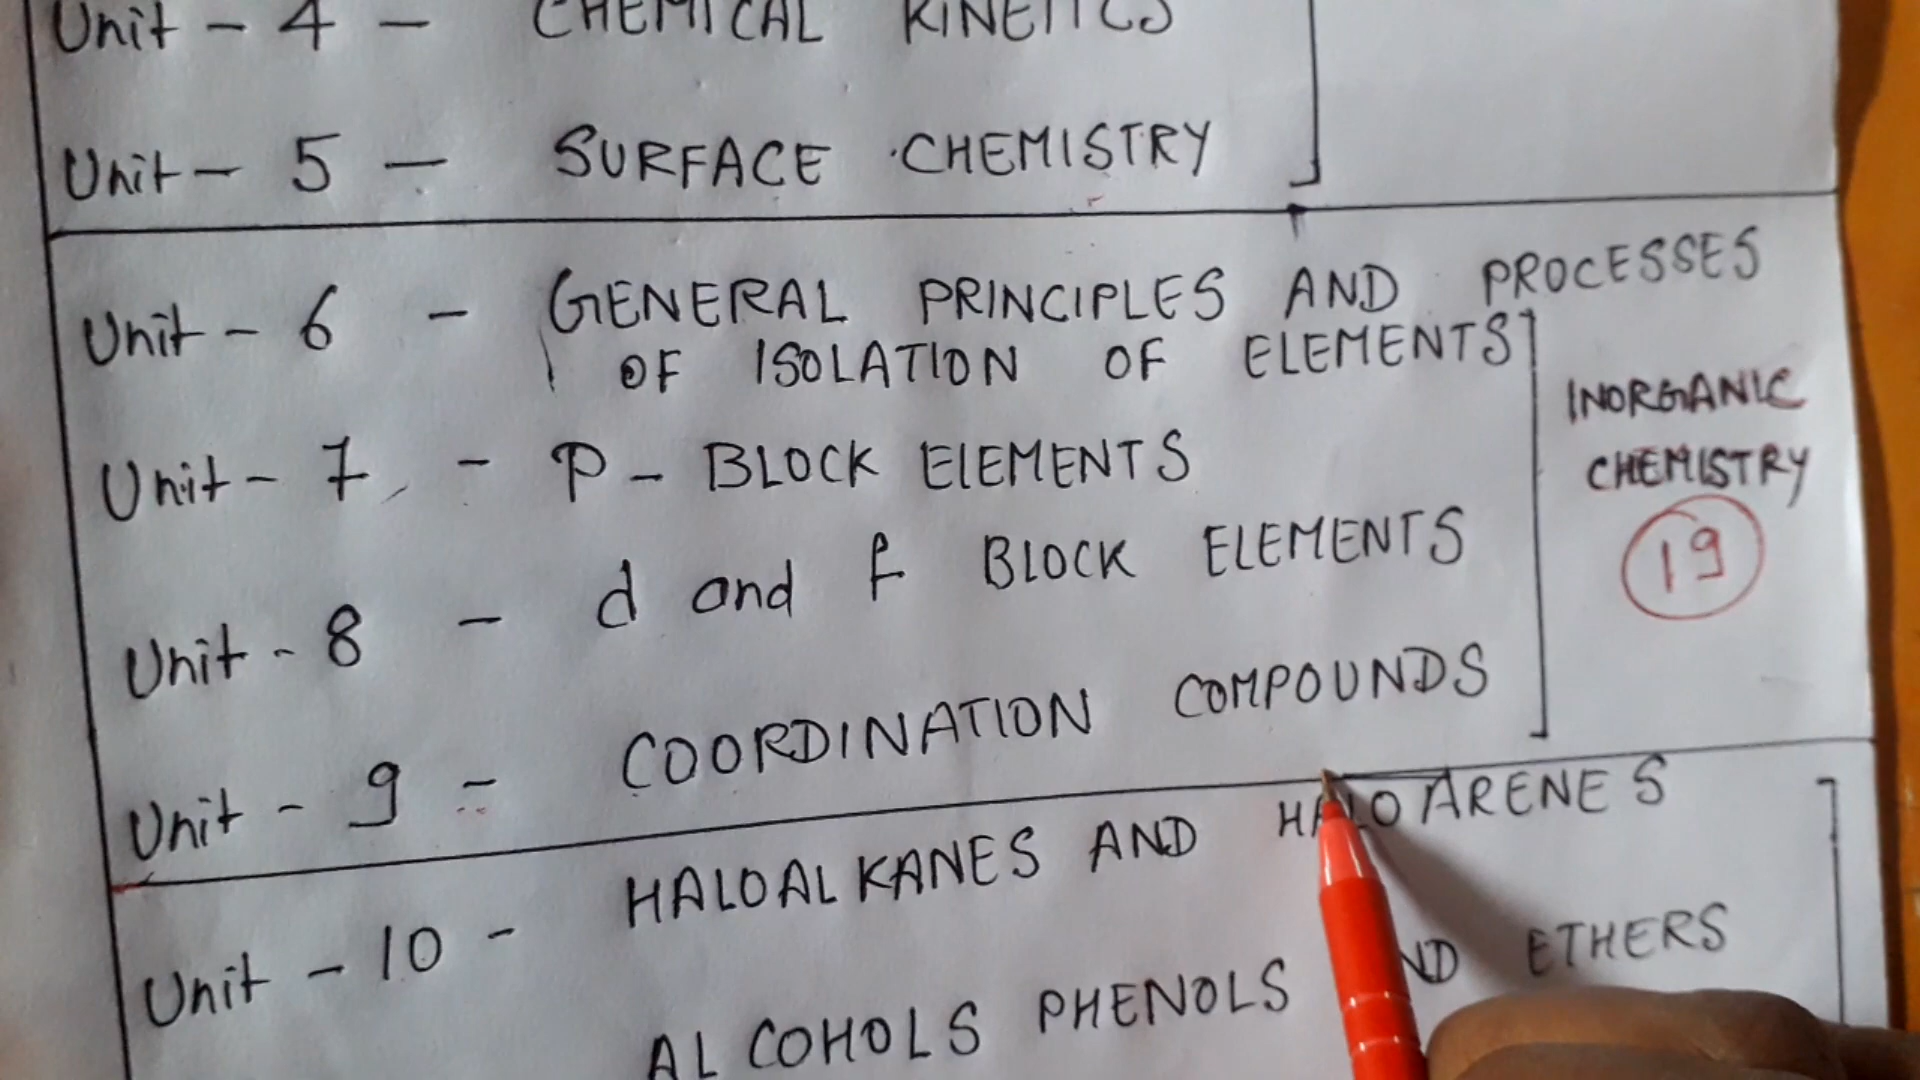 Unit - 4 - CHEMICAL KINETICS
Unit - 5 - SURFACE CHEMISTRY
Unit - 6 - GENERAL PRINCIPLES AND PROCESSES
OF ISOLATION OF ELEMENTS
Unit - 7 - P - BLOCK ElEMENTS
Unit - 8 - d and f BLOCK ELEMENTS
Unit - 9 - COORDINATION COMPOUNDS
INORGANIC
CHEMISTRY
19
Unit - 10 - HALOALKANES AND HALOARENES
ALCOHOLS PHENOLS AND ETHERS